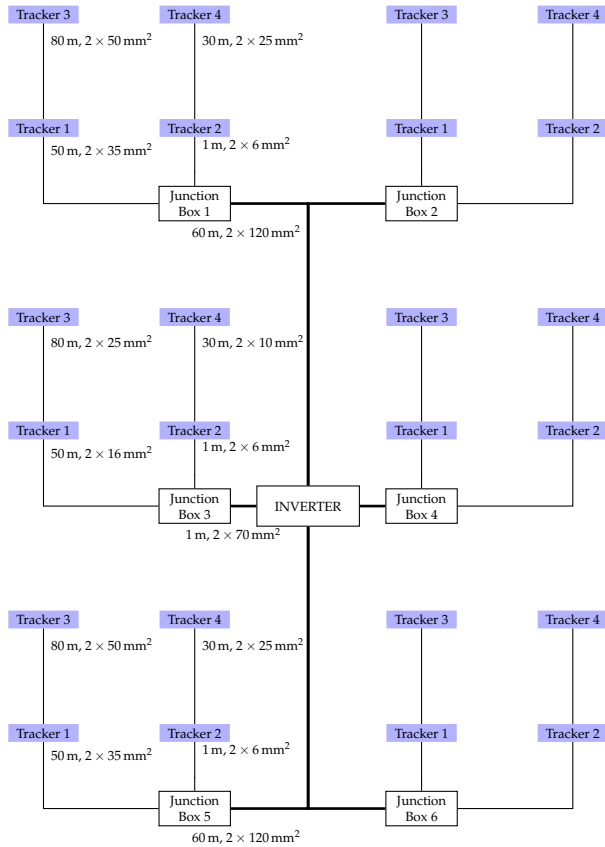 Tracker 3
Tracker 4
Tracker 3
Tracker 4
80 m, 2 × 50 mm²
30 m, 2 × 25 mm²
Tracker 1
Tracker 2
Tracker 1
Tracker 2
50 m, 2 × 35 mm²
1 m, 2 × 6 mm²
Junction
Box 1
Junction
Box 2
60 m, 2 × 120 mm²
Tracker 3
Tracker 4
Tracker 3
Tracker 4
80 m, 2 × 25 mm²
30 m, 2 × 10 mm²
Tracker 1
Tracker 2
Tracker 1
Tracker 2
50 m, 2 × 16 mm²
1 m, 2 × 6 mm²
Junction
Box 3
INVERTER
Junction
Box 4
1 m, 2 × 70 mm²
Tracker 3
Tracker 4
Tracker 3
Tracker 4
80 m, 2 × 50 mm²
30 m, 2 × 25 mm²
Tracker 1
Tracker 2
Tracker 1
Tracker 2
50 m, 2 × 35 mm²
1 m, 2 × 6 mm²
Junction
Box 5
Junction
Box 6
60 m, 2 × 120 mm²